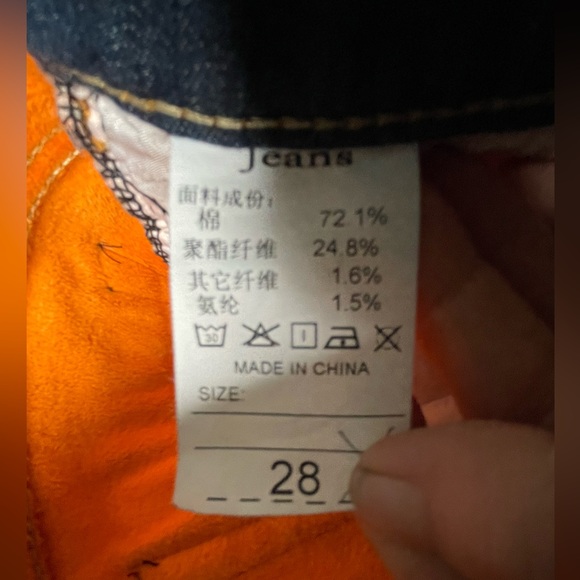 Jeans
面料成份:
棉 72.1%
聚酯纤维 24.8%
其它纤维 1.6%
氨纶 1.5%
30
MADE IN CHINA
SIZE:
28